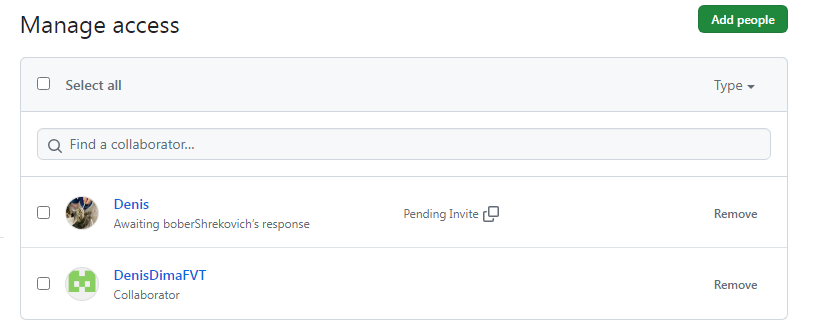 Manage access
Add people
Select all
Type
Find a collaborator...
Denis
Awaiting boberShrekovich's response
Pending Invite
Remove
DenisDimaFVT
Collaborator
Remove